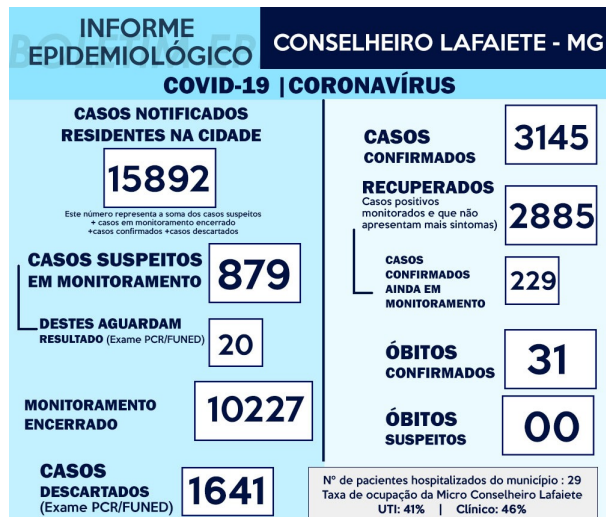 INFORME
EPIDEMIOLÓGICO
CONSELHEIRO LAFAIETE - MG
COVID-19 |CORONAVÍRUS
CASOS NOTIFICADOS
RESIDENTES NA CIDADE
15892
Este número representa a soma dos casos suspeitos
+ casos em monitoramento encerrado
+casos confirmados +casos descartados
CASOS SUSPEITOS
EM MONITORAMENTO
879
DESTES AGUARDAM
RESULTADO (Exame PCR/FUNED)
20
MONITORAMENTO
ENCERRADO
10227
CASOS
DESCARTADOS
(Exame PCR/FUNED)
1641
CASOS
CONFIRMADOS
3145
RECUPERADOS
Casos positivos
monitorados e que não
apresentam mais sintomas)
2885
CASOS
CONFIRMADOS
AINDA EM
MONITORAMENTO
229
ÓBITOS
CONFIRMADOS
31
ÓBITOS
SUSPEITOS
00
Nº de pacientes hospitalizados do município : 29
Taxa de ocupação da Micro Conselheiro Lafaiete
UTI: 41% | Clínico: 46%